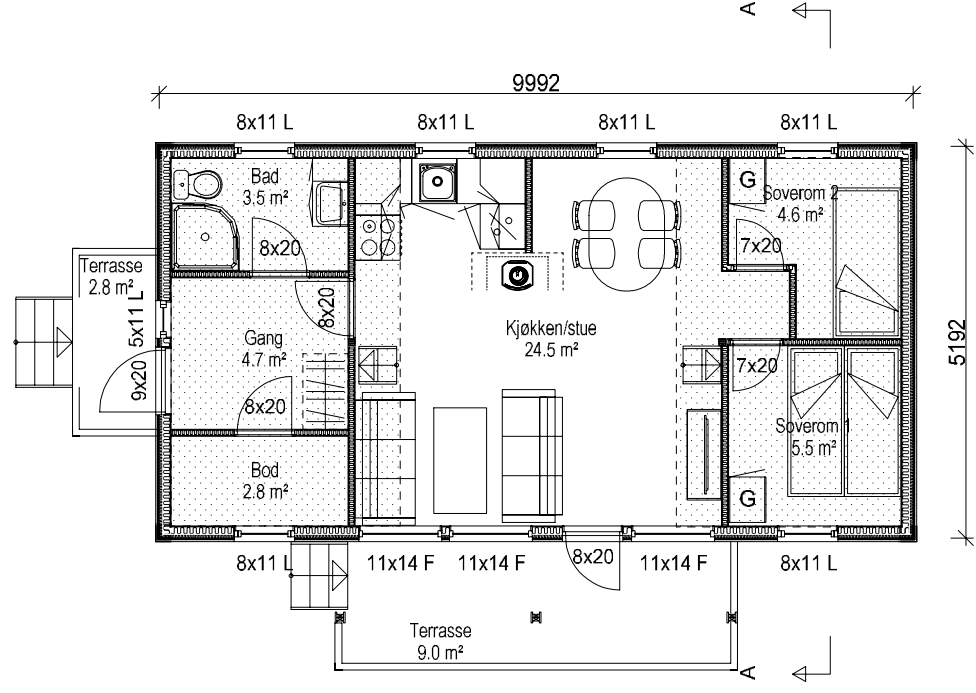 A
9992
8x11 L
8x11 L
8x11 L
8x11 L
Bad
3.5 m²
G
Soverom 2
4.6 m²
8x20
7x20
Terrasse
2.8 m²
5x11 L
8x20
Gang
4.7 m²
Kjøkken/stue
24.5 m²
5192
9x20
7x20
8x20
Soverom 1
5.5 m²
Bod
2.8 m²
G
8x11 L
11x14 F
11x14 F
8x20
11x14 F
8x11 L
Terrasse
9.0 m²
A